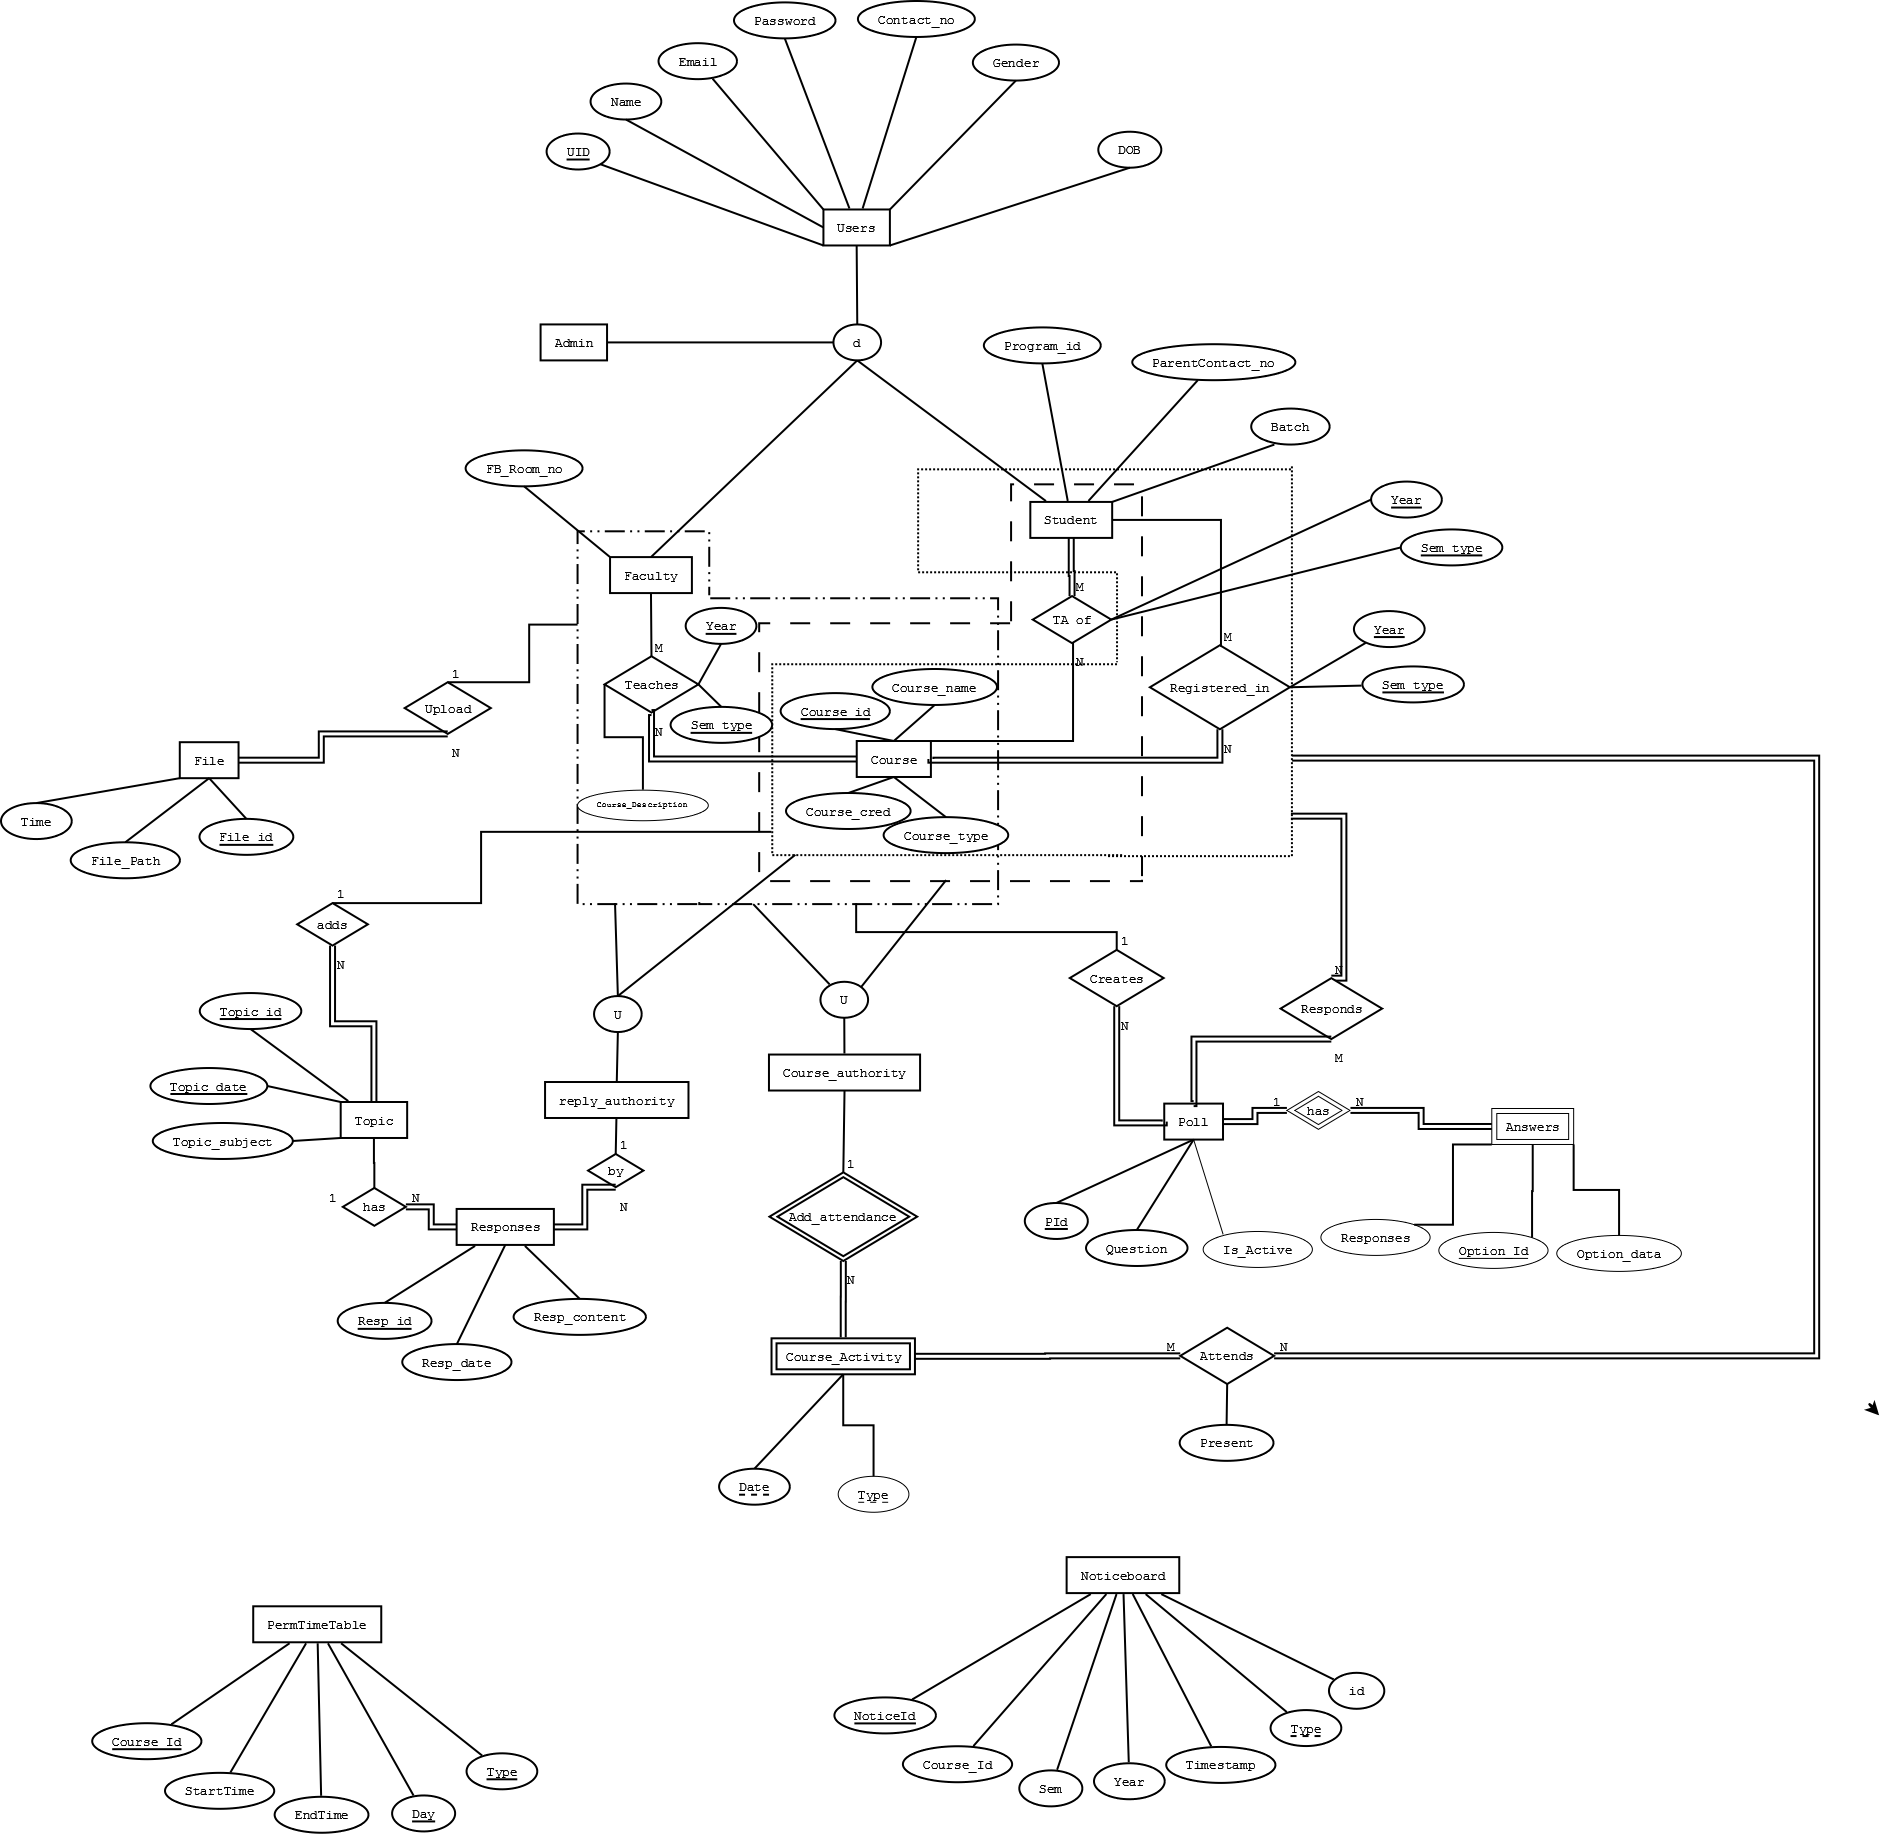 Password
Contact_no
Email
Gender
Name
UID
DOB
Users
Admin
d
Program_id
ParentContact_no
Batch
FB_Room_no
Year
Student
Sem_type
Faculty
M
TA of
Year
Year
M
M
N
Teaches
Registered_in
Sem_type
1
Course_name
Upload
Course_id
Sem_type
N
N
N
File
Course
Course_Description
Time
File_Path
File_id
Course_cred
Course_type
1
adds
N
1
Creates
N
N
Responds
M
Topic_id
U
U
Topic_date
Course_authority
reply_authority
Topic
Topic_subject
Poll
1
has
N
Answers
1
by
N
1
1
has
N
Responses
Add_attendance
N
PId
Question
Is_Active
Responses
Option_Id
Option_data
Resp_id
Resp_date
Resp_content
Course_Activity
M
Attends
N
Present
Date
Type
Noticeboard
PermTimeTable
id
NoticeId
Type
Course_Id
Course_Id
Timestamp
Type
Year
Sem
StartTime
EndTime
Day